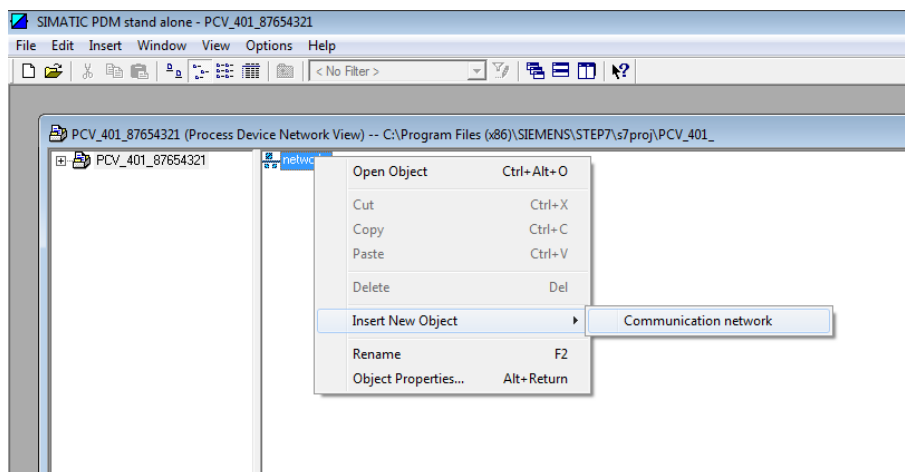 SIMATIC PDM stand alone - PCV_401_87654321
File Edit Insert Window View Options Help
< No Filter >
PCV_401_87654321 (Process Device Network View) -- C:\Program Files (x86)\SIEMENS\STEP7\s7proj\PCV_401_
PCV_401_87654321
Open Object Ctrl+Alt+O
Cut Ctrl+X
Copy Ctrl+C
Paste Ctrl+V
Delete Del
Insert New Object Communication network
Rename F2
Object Properties... Alt+Return